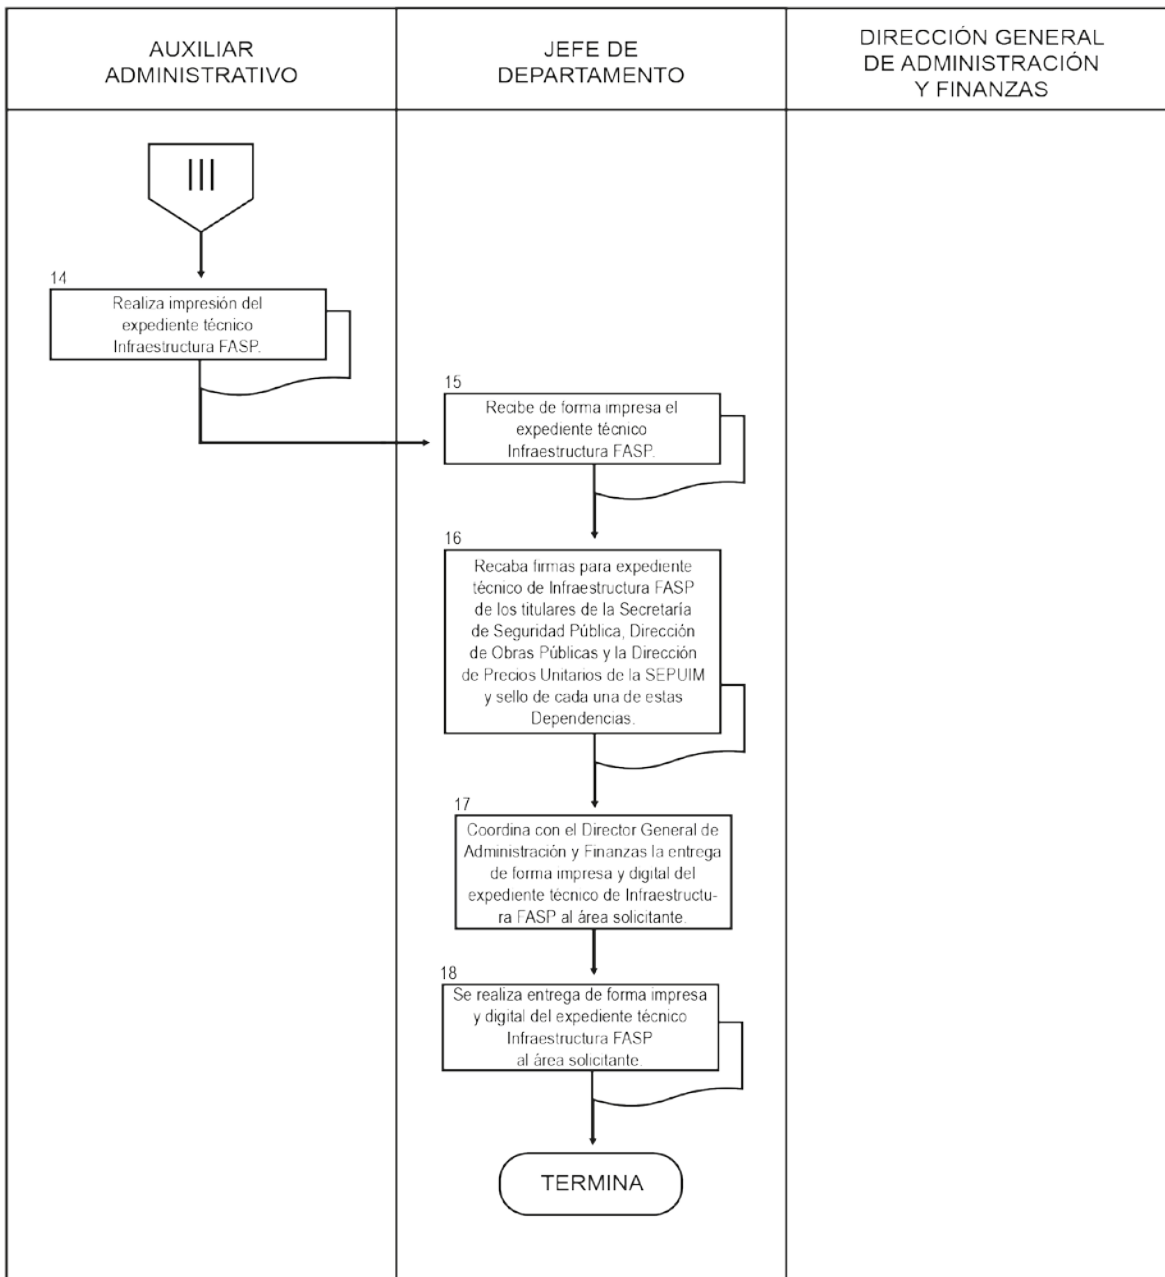 AUXILIAR
ADMINISTRATIVO
JEFE DE
DEPARTAMENTO
DIRECCIÓN GENERAL
DE ADMINISTRACIÓN
Y FINANZAS
III
14
Realiza impresión del
expediente técnico
Infraestructura FASP.
15
Recibe de forma impresa el
expediente técnico
Infraestructura FASP.
16
Recaba firmas para expediente
técnico de Infraestructura FASP
de los titulares de la Secretaría
de Seguridad Pública, Dirección
de Obras Públicas y la Dirección
de Precios Unitarios de la SEPUIM
y sello de cada una de estas
Dependencias.
17
Coordina con el Director General de
Administración y Finanzas la entrega
de forma impresa y digital del
expediente técnico de Infraestructu-
ra FASP al área solicitante.
18
Se realiza entrega de forma impresa
y digital del expediente técnico
Infraestructura FASP
al área solicitante.
TERMINA